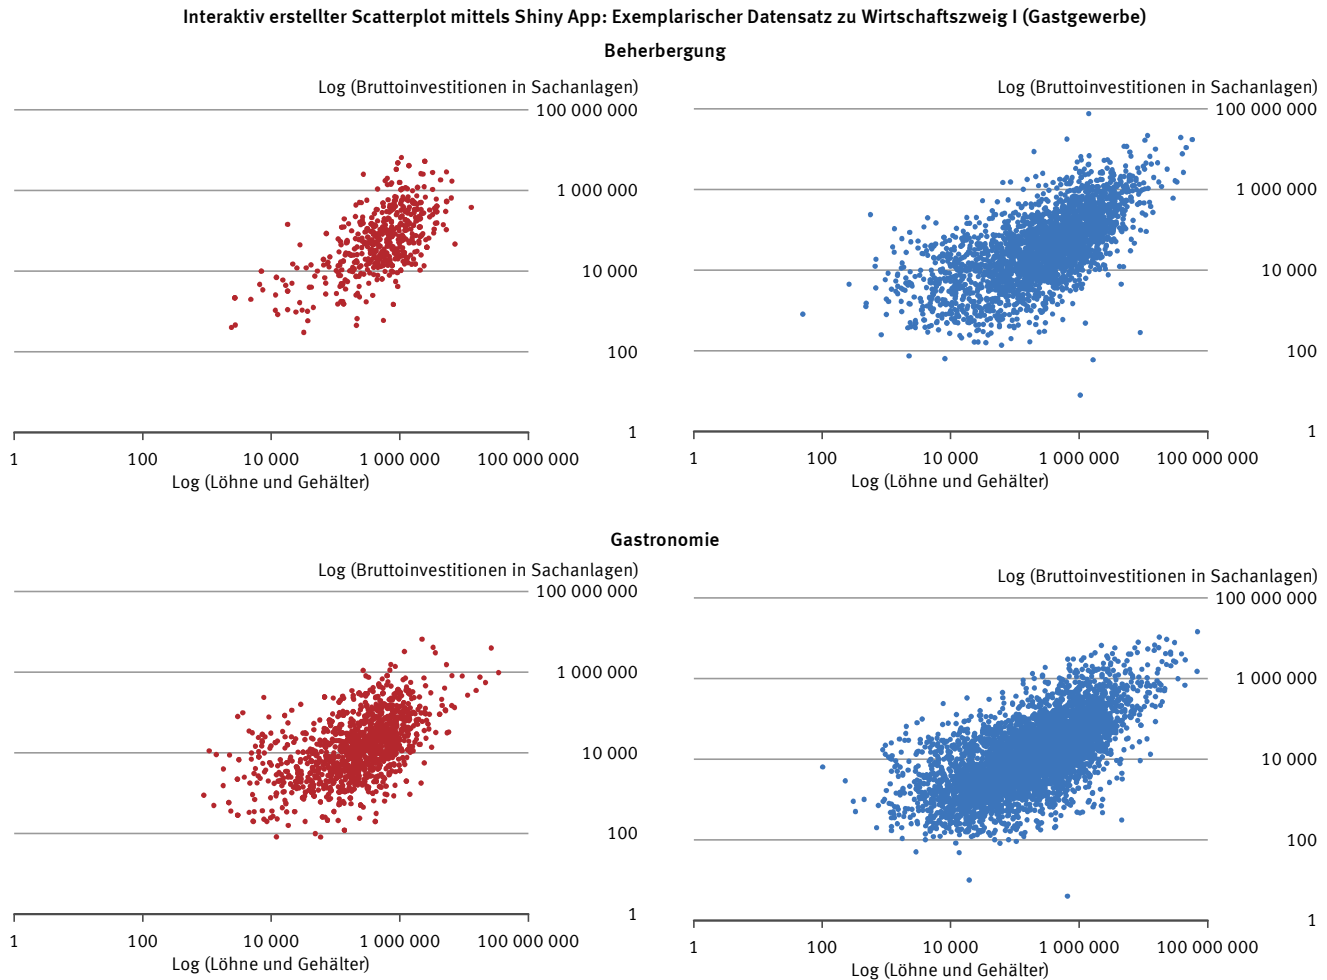 Interaktiv erstellter Scatterplot mittels Shiny App: Exemplarischer Datensatz zu Wirtschaftszweig I (Gastgewerbe)
Beherbergung
Log (Bruttoinvestitionen in Sachanlagen)
100 000 000
1 000 000
10 000
100
1
1 100 10 000 1 000 000 100 000 000
Log (Löhne und Gehälter)
Log (Bruttoinvestitionen in Sachanlagen)
100 000 000
1 000 000
10 000
100
1
1 100 10 000 1 000 000 100 000 000
Log (Löhne und Gehälter)
Gastronomie
Log (Bruttoinvestitionen in Sachanlagen)
100 000 000
1 000 000
10 000
100
1
1 100 10 000 1 000 000 100 000 000
Log (Löhne und Gehälter)
Log (Bruttoinvestitionen in Sachanlagen)
100 000 000
1 000 000
10 000
100
1
1 100 10 000 1 000 000 100 000 000
Log (Löhne und Gehälter)